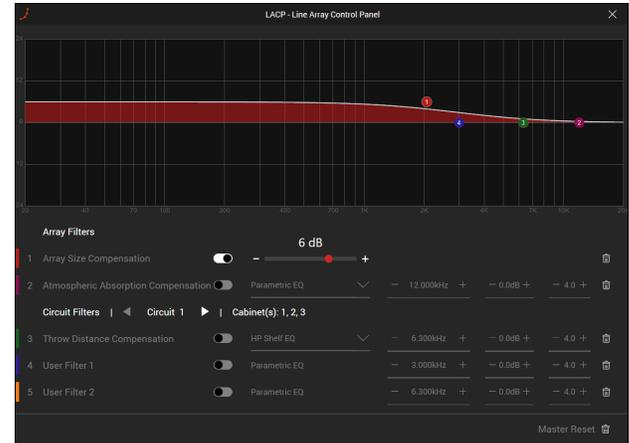 LACP - Line Array Control Panel
24
12
0
12
24
20 40 70 100 200 400 700 1K 2K 4K 7K 10K 20K
1
4 3 2
Array Filters
6 dB
1 Array Size Compensation - +
2 Atmospheric Absorption Compensation Parametric EQ - 12.000kHz + - 0.0dB + - 4.0 +
Circuit Filters | Circuit 1 | Cabinet(s): 1, 2, 3
3 Throw Distance Compensation HP Shelf EQ - 6.300kHz + - 0.0dB + - 4.0 +
4 User Filter 1 Parametric EQ - 3.000kHz + - 0.0dB + - 4.0 +
5 User Filter 2 Parametric EQ - 6.300kHz + - 0.0dB + - 4.0 +
Master Reset